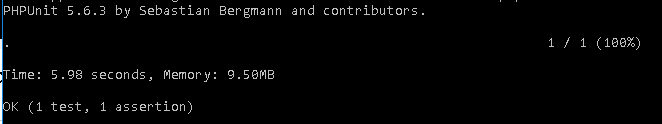 PHPUnit 5.6.3 by Sebastian Bergmann and contributors.
. 1 / 1 (100%)
Time: 5.98 seconds, Memory: 9.50MB
OK (1 test, 1 assertion)